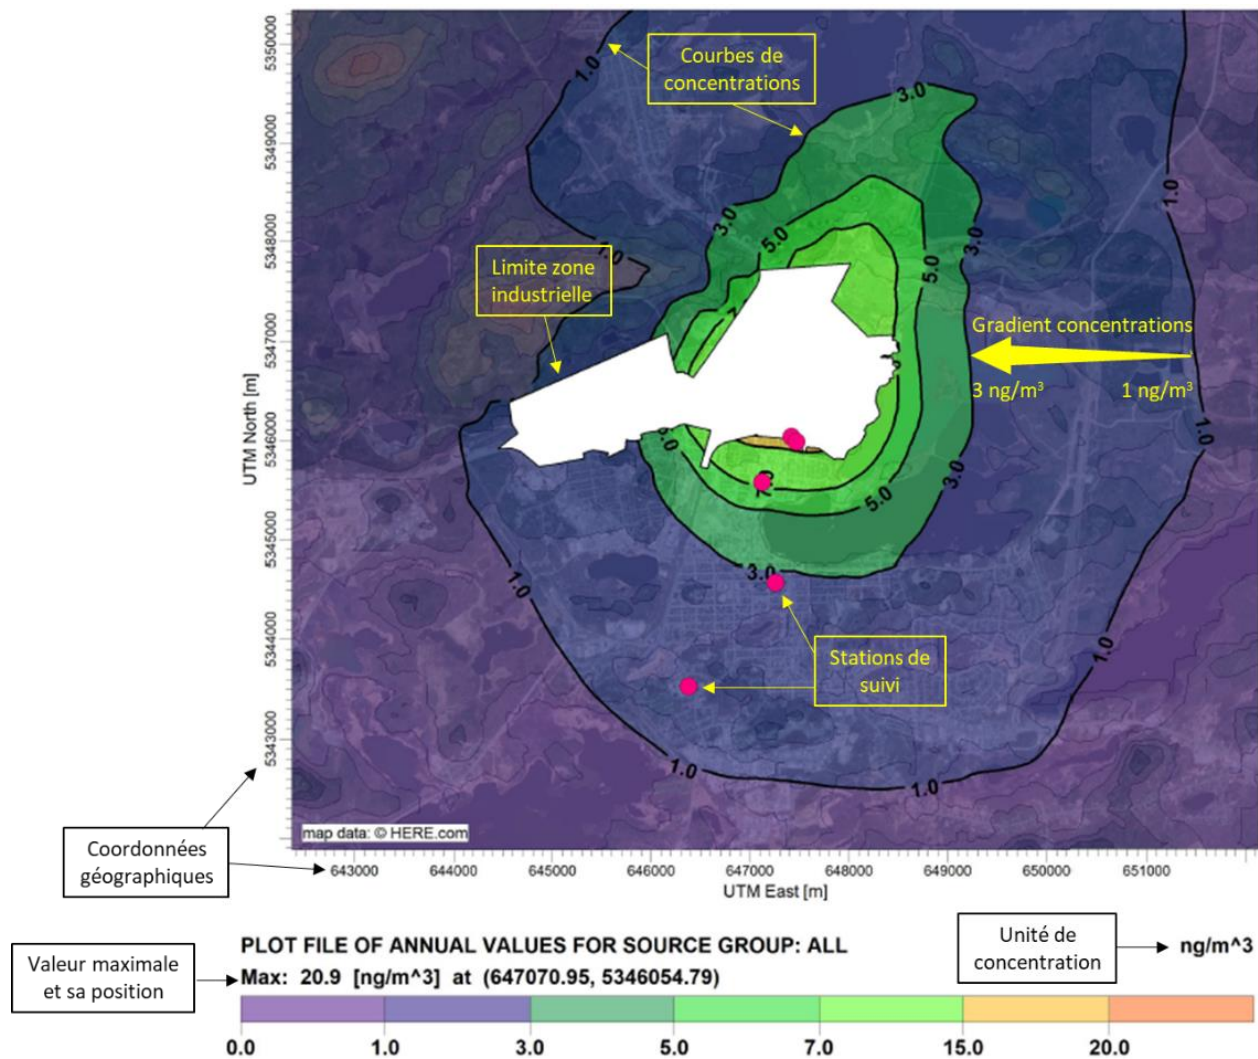 5350000
5349000
5348000
5347000
5346000
5345000
5344000
5343000
UTM North [m]
Courbes de
concentrations
1.0
3.0
1.0
3.0
5.0
3.0
1.0
5.0
Limite zone
industrielle
Gradient concentrations
3 ng/m³
1 ng/m³
1.0
3.0
5.0
3.0
1.0
Stations de
suivi
1.0
1.0
1.0
map data: © HERE.com
Coordonnées
géographiques
643000
644000
645000
646000
647000
648000
649000
650000
651000
UTM East [m]
PLOT FILE OF ANNUAL VALUES FOR SOURCE GROUP: ALL
Unité de
concentration
ng/m^3
Valeur maximale
et sa position
Max: 20.9 [ng/m^3] at (647070.95, 5346054.79)
0.0
1.0
3.0
5.0
7.0
15.0
20.0